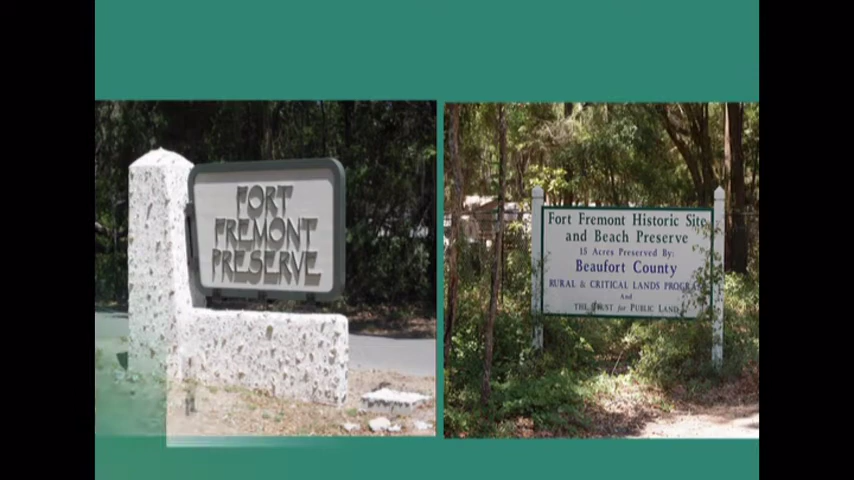 FORT
FREMONT
PRESERVE
Fort Fremont Historic Site
and Beach Preserve
15 Acres Preserved By:
Beaufort County
RURAL & CRITICAL LANDS PROGRAM
And
THE TRUST for PUBLIC LAND